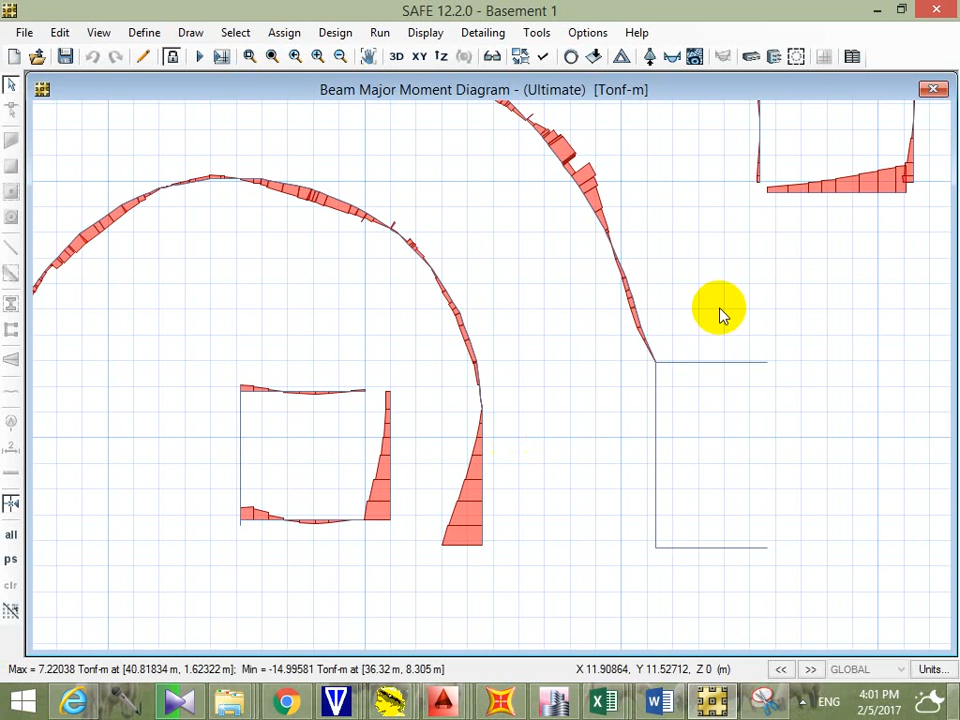 SAFE 12.2.0 - Basement 1
File Edit View Define Draw Select Assign Design Run Display Detailing Tools Options Help
3D XY
Beam Major Moment Diagram - (Ultimate) [Tonf-m]
all
ps
clr
Max = 7.22038 Tonf-m at [40.81834 m, 1.62322 m]; Min = -14.99581 Tonf-m at [36.32 m, 8.305 m]
X 11.90864, Y 11.52712, Z 0 (m)
<< >> GLOBAL Units...
ENG
4:01 PM
2/5/2017